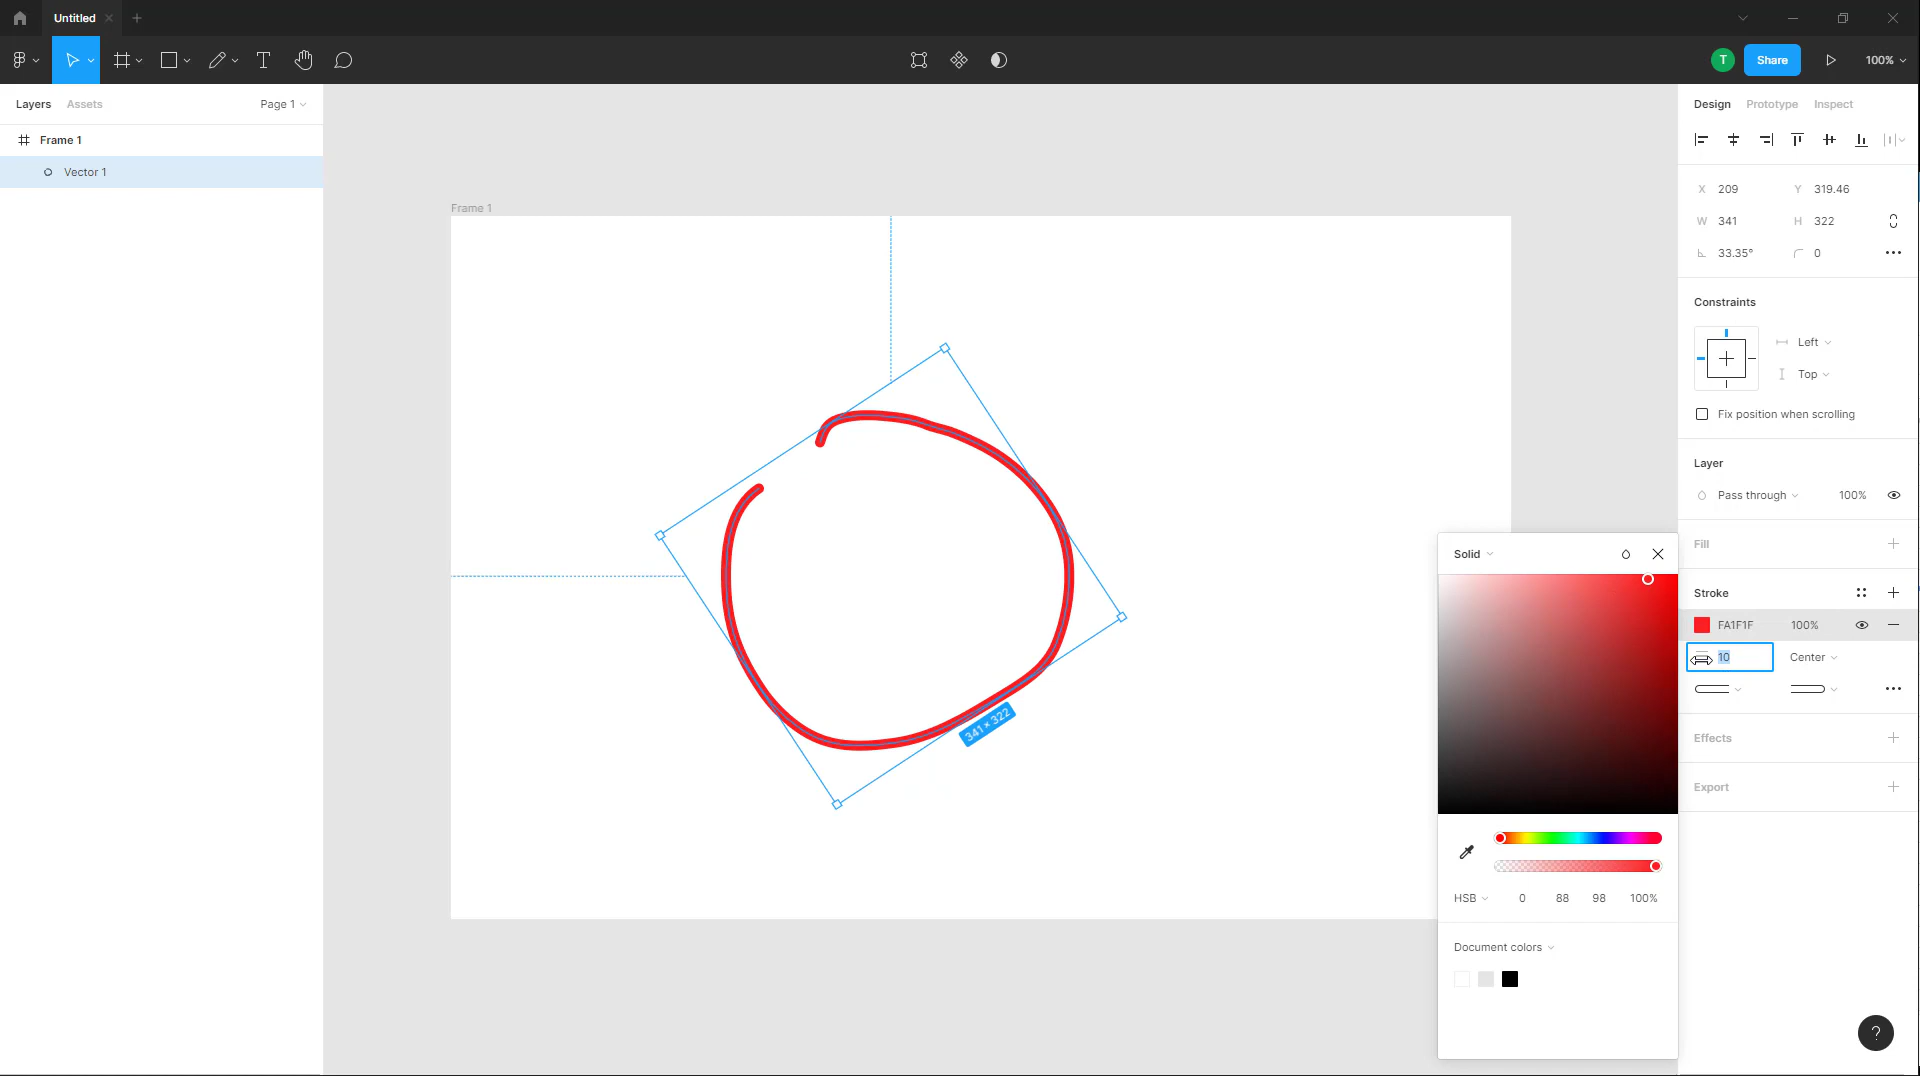 Untitled
T
Share
100%
Layers Assets Page 1
Frame 1
Vector 1
Frame 1
341 × 322
Design Prototype Inspect
X 209 Y 319.46
W 341 H 322
33.35° 0
Constraints
Left
Top
Fix position when scrolling
Layer
Pass through 100%
Fill
Stroke
FA1F1F 100%
10 Center
Effects
Export
Solid
HSB 0 88 98 100%
Document colors
?